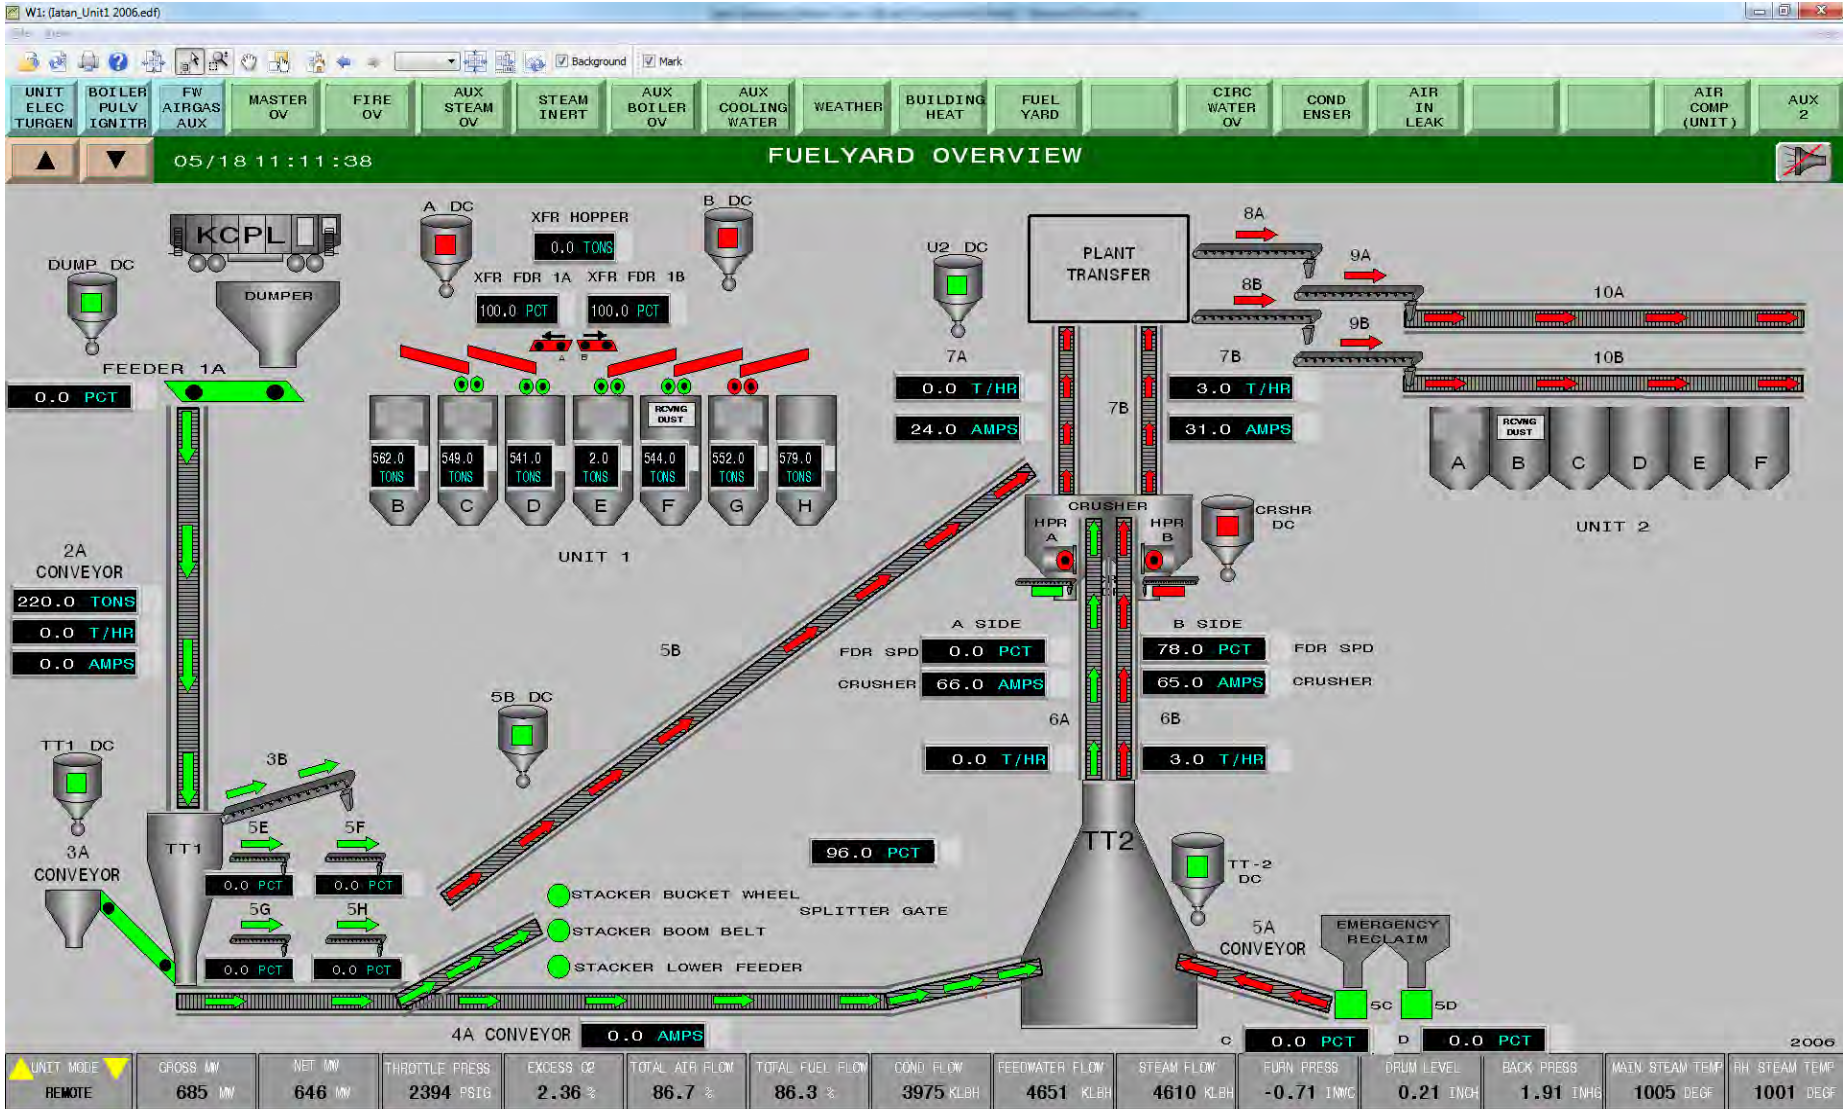 W1: (Iatan_Unit1 2006.edf)
Background
Mark
UNIT ELEC TURGEN
BOILER PULV IGNITR
FW AIRGAS AUX
MASTER OV
FIRE OV
AUX STEAM OV
STEAM INERT
AUX BOILER OV
AUX COOLING WATER
WEATHER
BUILDING HEAT
FUEL YARD
CIRC WATER OV
COND ENSER
AIR IN LEAK
AIR COMP (UNIT)
AUX 2
05/18 11:11:38
FUELYARD OVERVIEW
KCPL
DUMP DC
DUMPER
FEEDER 1A
0.0 PCT
A DC
XFR HOPPER
0.0 TONS
B DC
XFR FDR 1A
XFR FDR 1B
100.0 PCT
100.0 PCT
A
B
RCVNG DUST
562.0 TONS
549.0 TONS
541.0 TONS
2.0 TONS
544.0 TONS
552.0 TONS
579.0 TONS
B
C
D
E
F
G
H
UNIT 1
U2 DC
PLANT TRANSFER
8A
8B
9A
9B
10A
10B
7A
0.0 T/HR
24.0 AMPS
7B
7B
3.0 T/HR
31.0 AMPS
RCVNG DUST
A
B
C
D
E
F
UNIT 2
CRUSHER
HPR A
HPR B
CRSHR DC
2A CONVEYOR
220.0 TONS
0.0 T/HR
0.0 AMPS
5B
A SIDE
B SIDE
FDR SPD
0.0 PCT
78.0 PCT
FDR SPD
CRUSHER
66.0 AMPS
65.0 AMPS
CRUSHER
6A
6B
0.0 T/HR
3.0 T/HR
5B DC
TT1 DC
3B
TT1
3A CONVEYOR
5E
5F
0.0 PCT
0.0 PCT
5G
5H
0.0 PCT
0.0 PCT
96.0 PCT
SPLITTER GATE
STACKER BUCKET WHEEL
STACKER BOOM BELT
STACKER LOWER FEEDER
TT2
TT-2 DC
5A CONVEYOR
EMERGENCY RECLAIM
5C
5D
4A CONVEYOR
0.0 AMPS
C
0.0 PCT
D
0.0 PCT
2006
UNIT MODE
REMOTE
GROSS MW
685 MW
NET MW
646 MW
THROTTLE PRESS
2394 PSIG
EXCESS O2
2.36 %
TOTAL AIR FLOW
86.7 %
TOTAL FUEL FLOW
86.3 %
COND FLOW
3975 KLBH
FEEDWATER FLOW
4651 KLBH
STEAM FLOW
4610 KLBH
FURN PRESS
-0.71 INWC
DRUM LEVEL
0.21 INCH
BACK PRESS
1.91 INHG
MAIN STEAM TEMP
1005 DEGF
RH STEAM TEMP
1001 DEGF